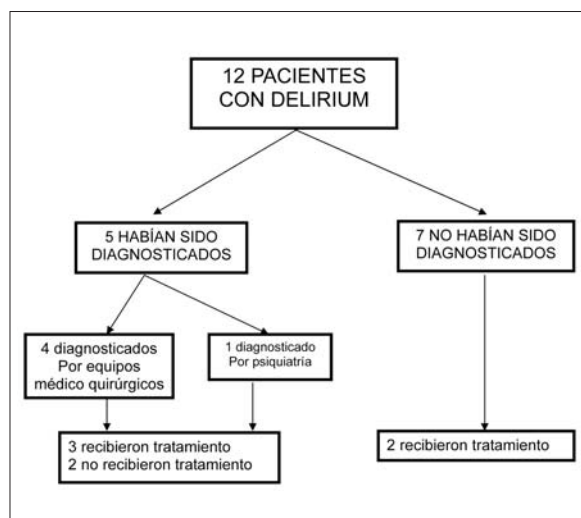 12 PACIENTES
CON DELIRIUM
5 HABÍAN SIDO
DIAGNOSTICADOS
7 NO HABÍAN SIDO
DIAGNOSTICADOS
4 diagnosticados
Por equipos
médico quirúrgicos
1 diagnosticado
Por psiquiatría
3 recibieron tratamiento
2 no recibieron tratamiento
2 recibieron tratamiento